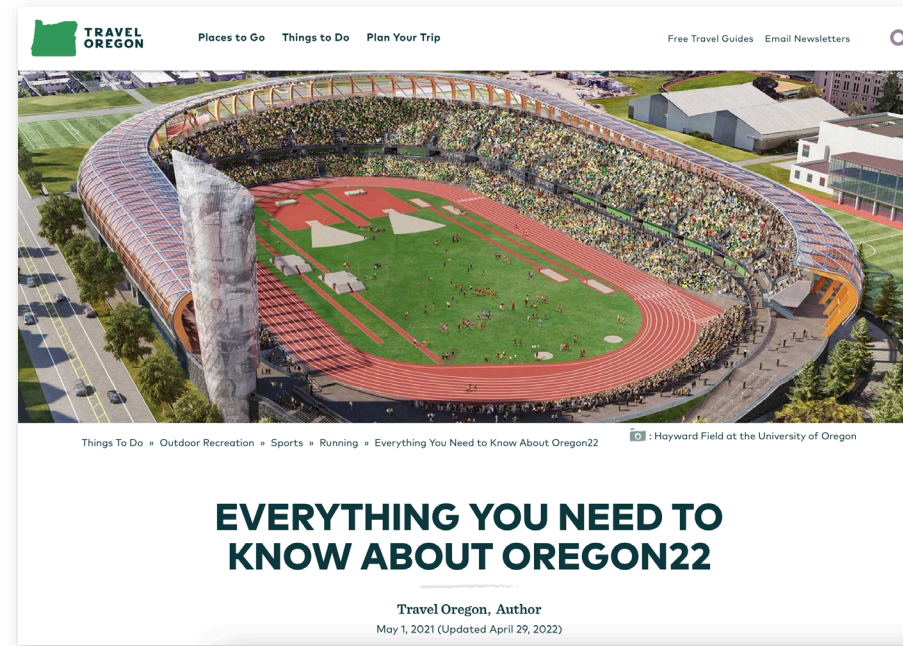 TRAVEL
OREGON
Places to Go Things to Do Plan Your Trip
Free Travel Guides Email Newsletters
Things To Do » Outdoor Recreation » Sports » Running » Everything You Need to Know About Oregon22
: Hayward Field at the University of Oregon
EVERYTHING YOU NEED TO
KNOW ABOUT OREGON22
Travel Oregon, Author
May 1, 2021 (Updated April 29, 2022)